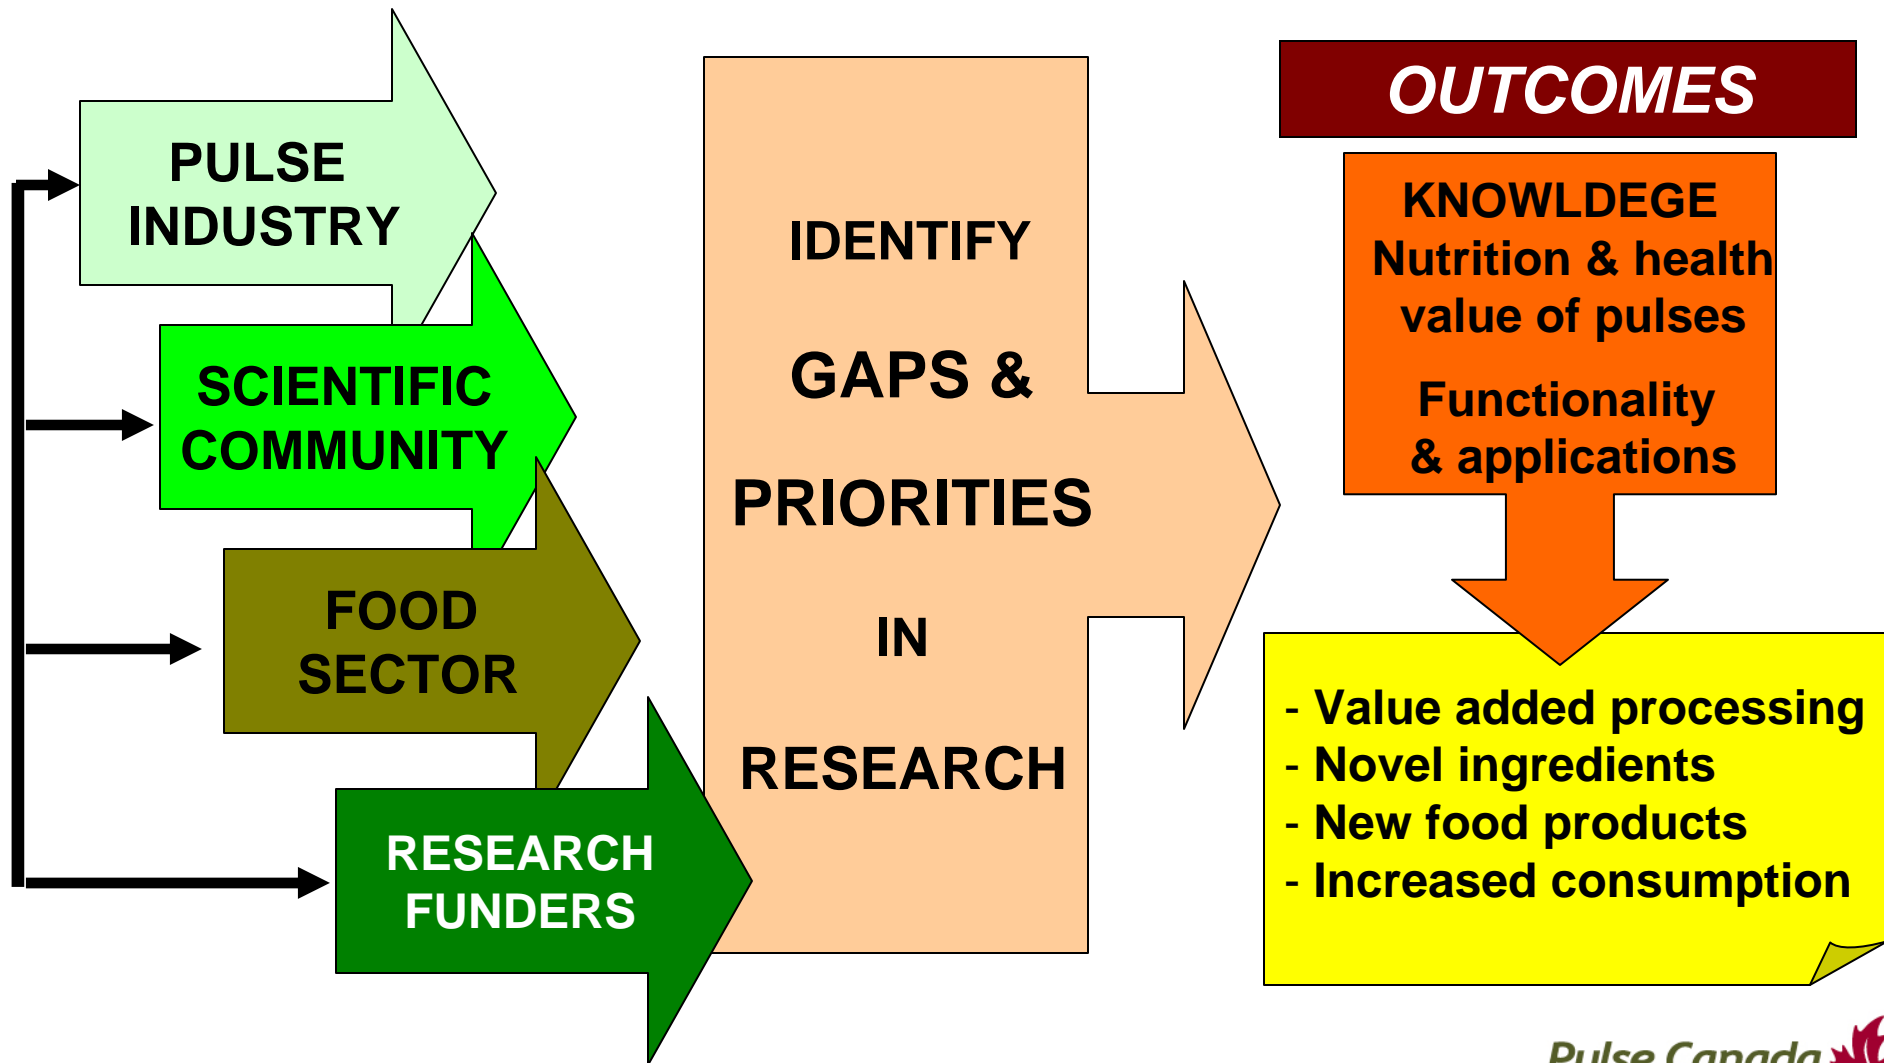 PULSE
INDUSTRY
SCIENTIFIC
COMMUNITY
FOOD
SECTOR
RESEARCH
FUNDERS
IDENTIFY
GAPS &
PRIORITIES
IN
RESEARCH
OUTCOMES
KNOWLDEGE
Nutrition & health
value of pulses
Functionality
& applications
- Value added processing
- Novel ingredients
- New food products
- Increased consumption
Pulse Canada